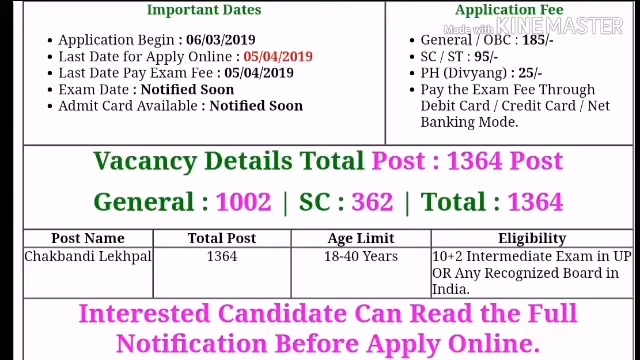 Important Dates
Application Begin : 06/03/2019
Last Date for Apply Online : 05/04/2019
Last Date Pay Exam Fee : 05/04/2019
Exam Date : Notified Soon
Admit Card Available : Notified Soon
Application Fee
Made with KINEMASTER
General / OBC : 185/-
SC / ST : 95/-
PH (Divyang) : 25/-
Pay the Exam Fee Through
Debit Card / Credit Card / Net
Banking Mode.
Vacancy Details Total Post : 1364 Post
General : 1002 | SC : 362 | Total : 1364
Post Name Total Post Age Limit Eligibility
Chakbandi Lekhpal 1364 18-40 Years 10+2 Intermediate Exam in UP
OR Any Recognized Board in
India.
Interested Candidate Can Read the Full
Notification Before Apply Online.